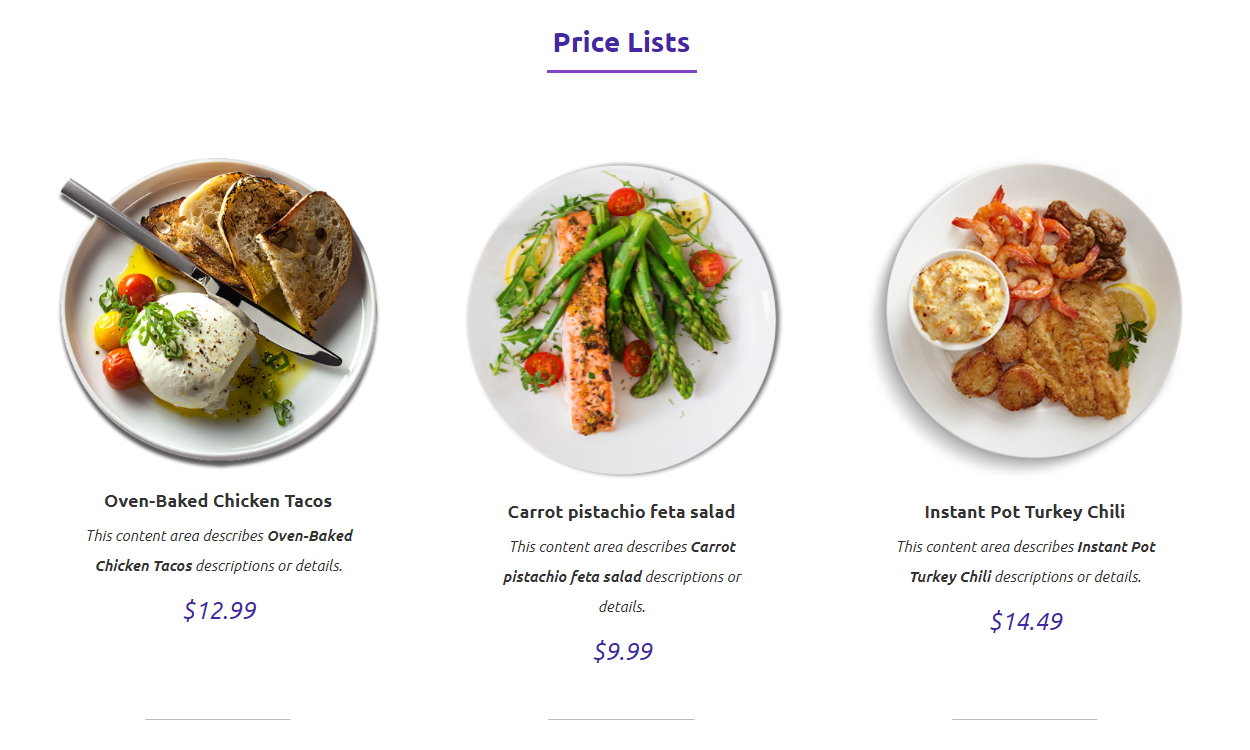 Price Lists
Oven-Baked Chicken Tacos
This content area describes Oven-Baked
Chicken Tacos descriptions or details.
$12.99
Carrot pistachio feta salad
This content area describes Carrot
pistachio feta salad descriptions or
details.
$9.99
Instant Pot Turkey Chili
This content area describes Instant Pot
Turkey Chili descriptions or details.
$14.49